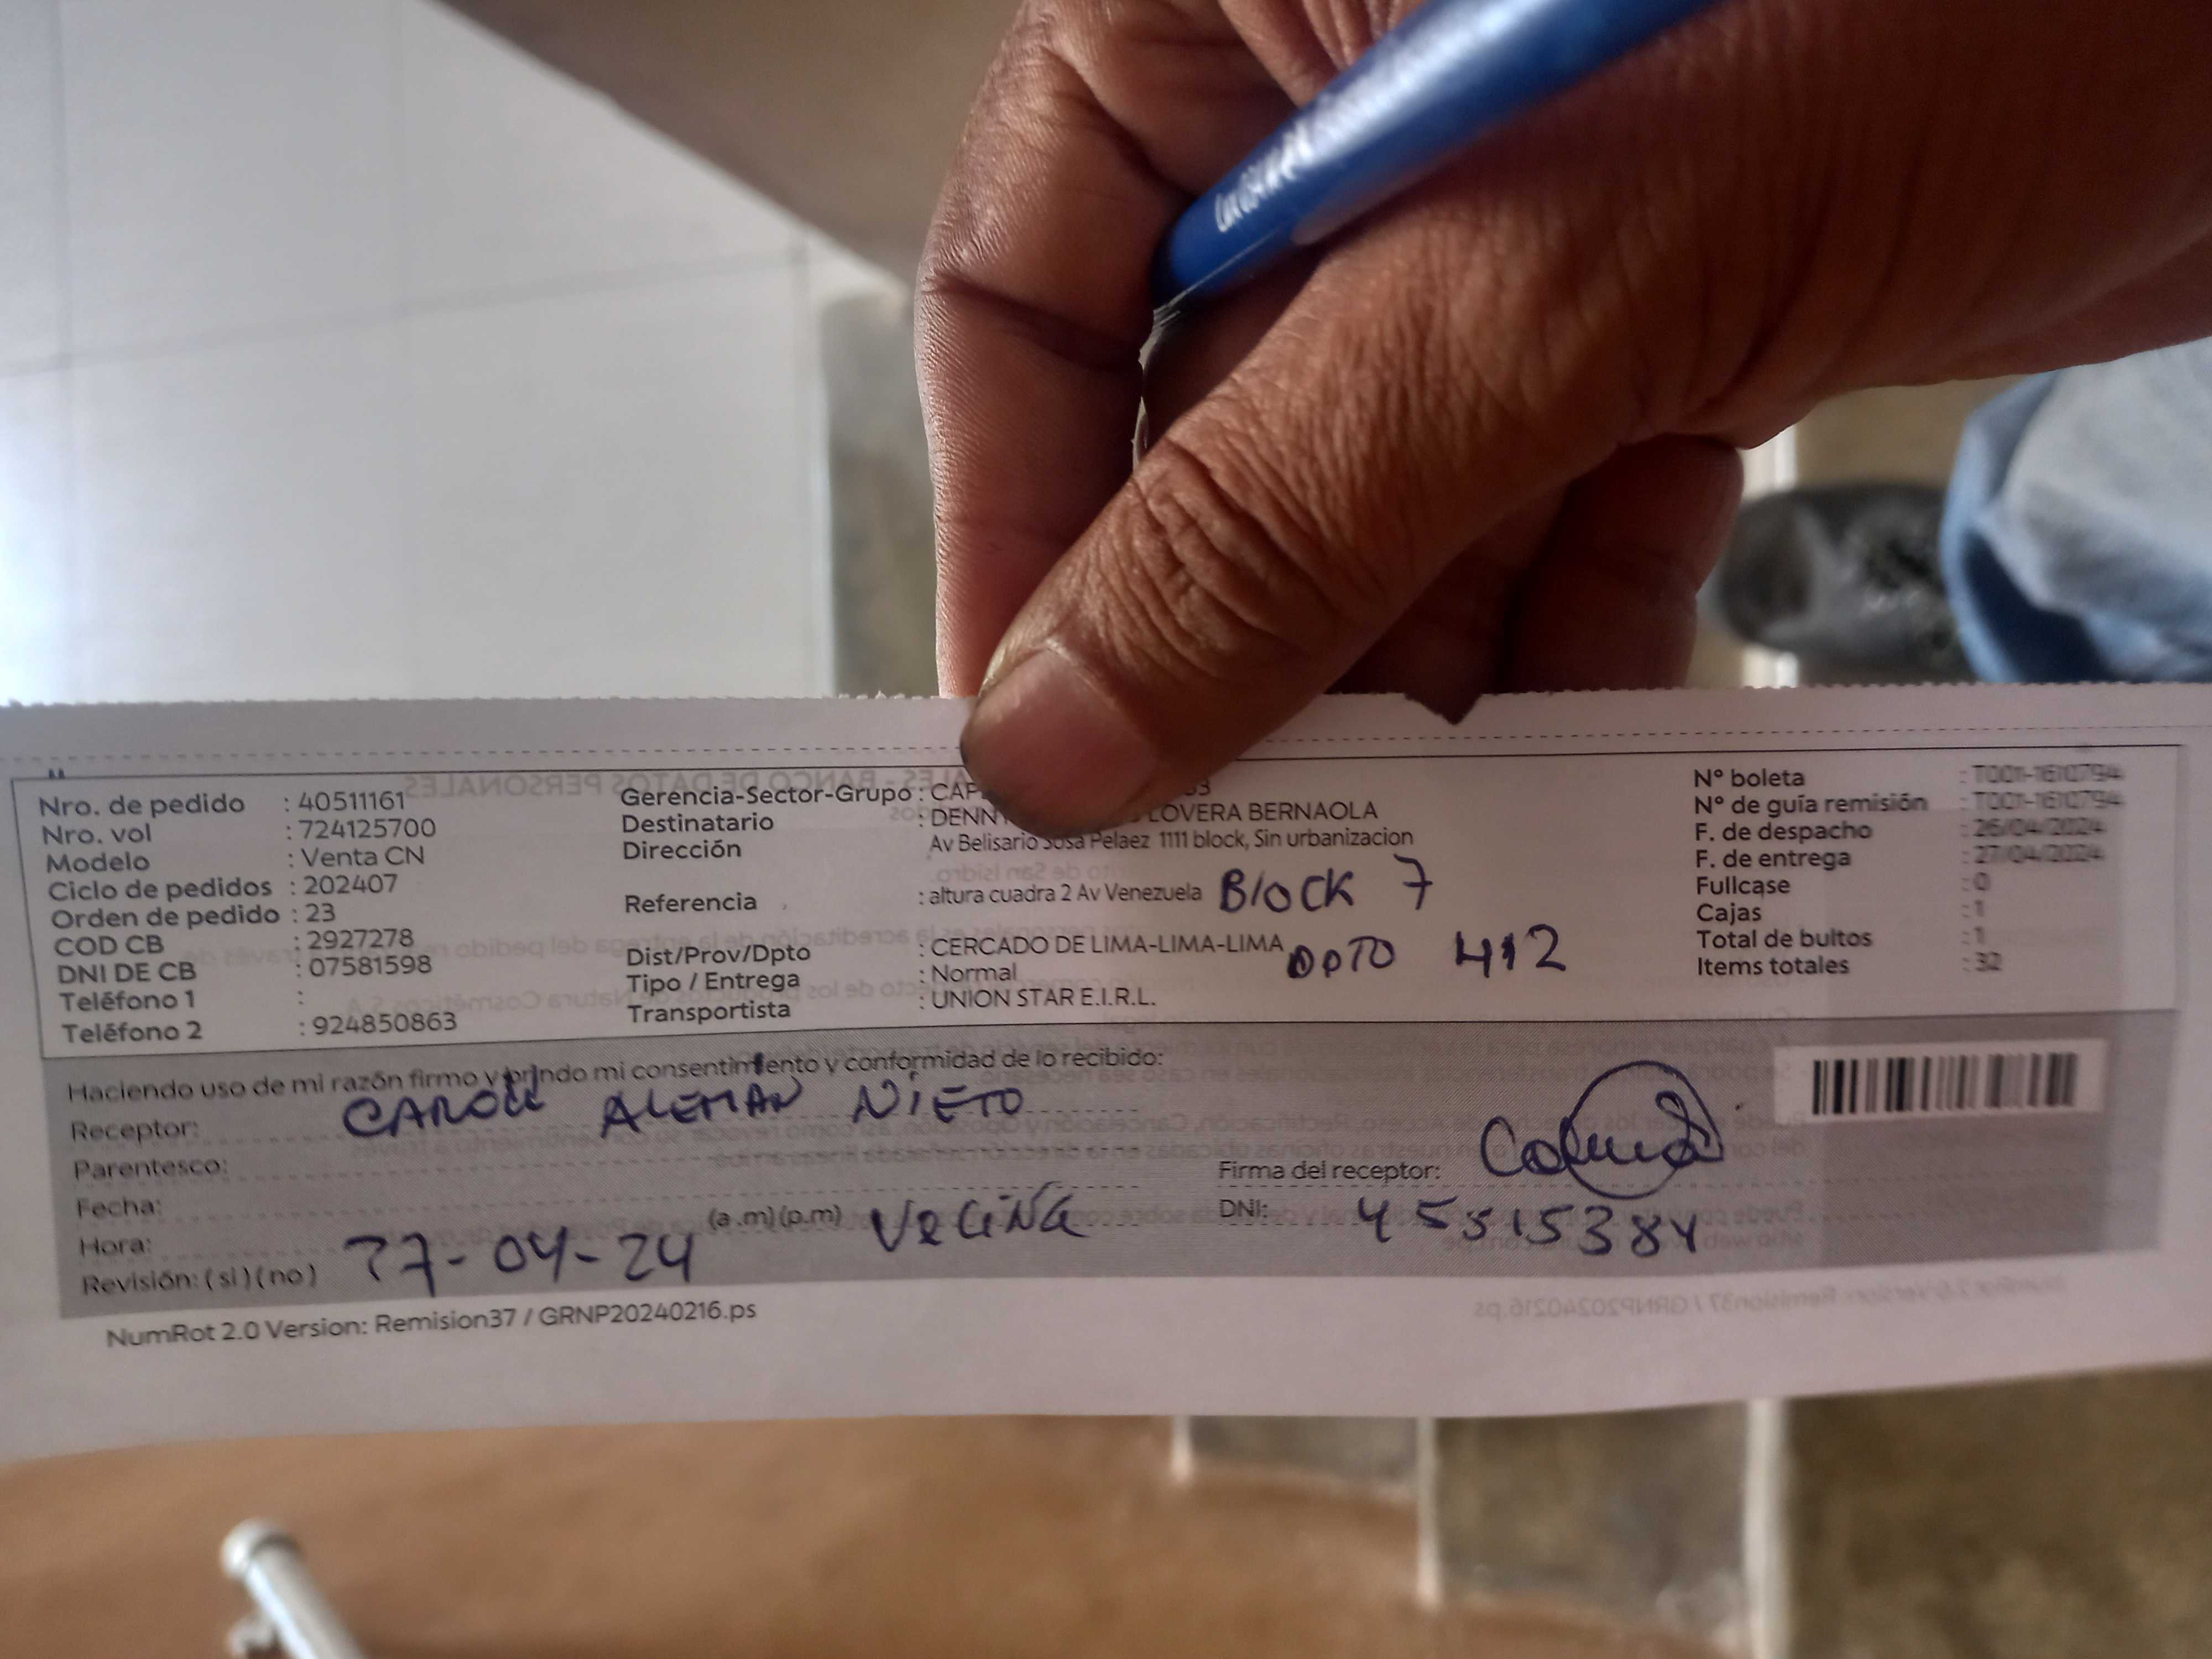 Nro. de pedido : 40511161
Nro. vol : 724125700
Modelo : Venta CN
Ciclo de pedidos : 202407
Orden de pedido : 23
COD CB : 2927278
DNI DE CB : 07581598
Teléfono 1 :
Teléfono 2 : 924850863
Gerencia-Sector-Grupo :
Destinatario : LOVERA BERNAOLA
Dirección Av Belisario Sosa Pelaez 1111 block, Sin urbanizacion
Referencia : altura cuadra 2 Av Venezuela BLOCK 7
Dist/Prov/Dpto : CERCADO DE LIMA-LIMA-LIMA DPTO 412
Tipo / Entrega : Normal
Transportista : UNION STAR E.I.R.L.
N° boleta : T001-1610794
N° de guía remisión : T001-1610794
F. de despacho : 26/04/2024
F. de entrega : 27/04/2024
Fullcase : 0
Cajas : 1
Total de bultos : 1
Items totales : 32
Haciendo uso de mi razón firmo y brindo mi consentimiento y conformidad de lo recibido:
Receptor: ALEMAN NIETO
Parentesco:
Fecha:
Hora: (a.m)(p.m) VECINA
Revisión: (si)(no) 27-04-24
Firma del receptor:
DNI: 45515384
NumRot 2.0 Version: Remision37 / GRNP20240216.ps